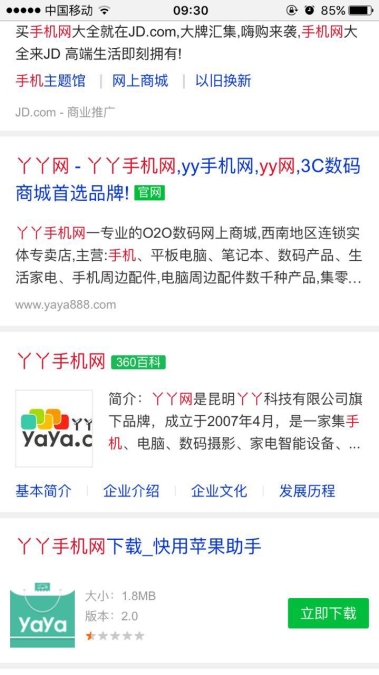 中国移动 09:30 85%
买手机网大全就在JD.com,大牌汇集,嗨购来袭,手机网大
全来JD 高端生活即刻拥有!
手机主题馆 | 网上商城 | 以旧换新
JD.com - 商业推广
丫丫网 - 丫丫手机网,yy手机网,yy网,3C数码
商城首选品牌! 官网
丫丫手机网一专业的O2O数码网上商城,西南地区连锁实
体专卖店,主营:手机、平板电脑、笔记本、数码产品、生
活家电、手机周边配件,电脑周边配件数千种产品,集零...
www.yaya888.com
丫丫手机网 360百科
丫丫
YaYa.c
简介：丫丫网是昆明丫丫科技有限公司旗
下品牌，成立于2007年4月，是一家集手
机、电脑、数码摄影、家电智能设备、...
基本简介 | 企业介绍 | 企业文化 | 发展历程
丫丫手机网下载_快用苹果助手
YaYa
大小：1.8MB
版本：2.0
立即下载